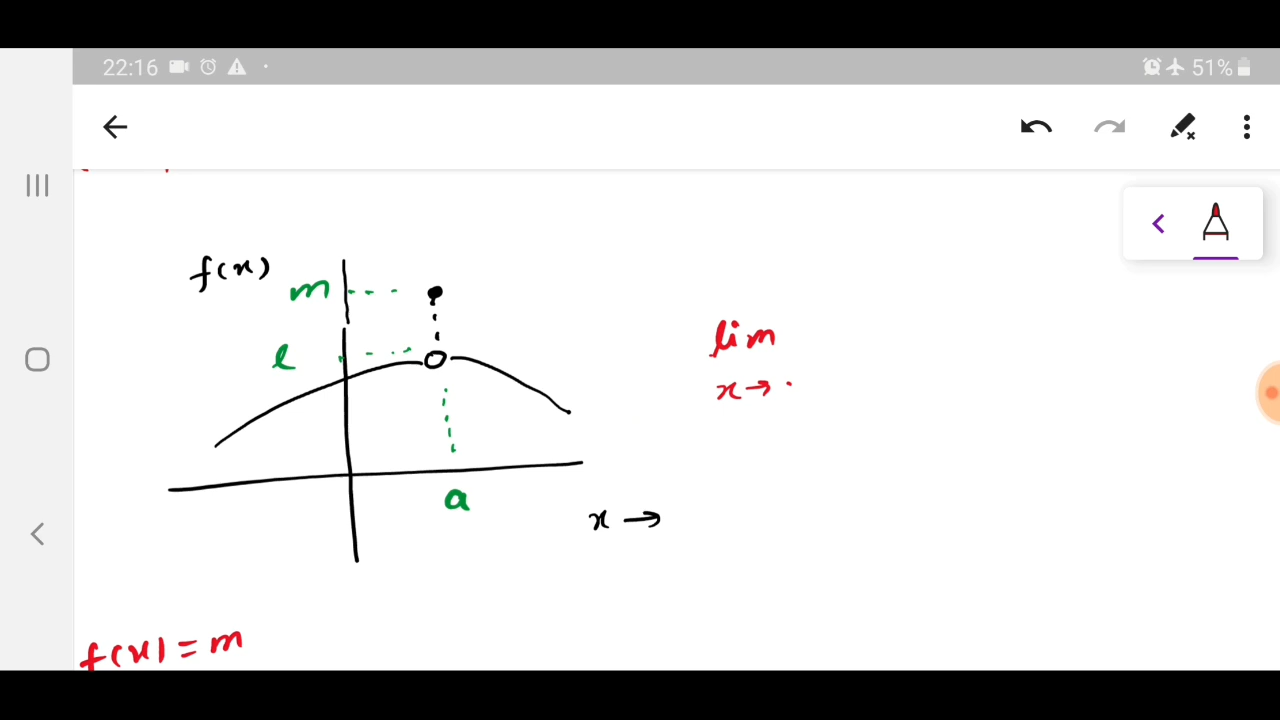 22:16
51%
f(x)
m
l
lim
x→ ·
a
x →
f(x) = m